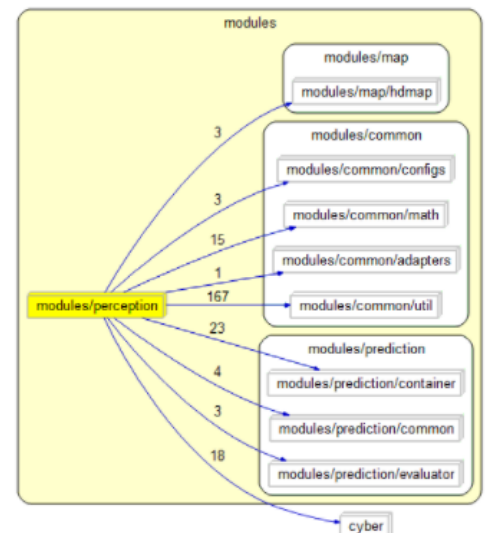 modules
modules/map
modules/map/hdmap
3
modules/common
modules/common/configs
3
modules/common/math
15
modules/common/adapters
1
modules/perception
167
modules/common/util
23
modules/prediction
modules/prediction/container
4
modules/prediction/common
3
modules/prediction/evaluator
18
cyber